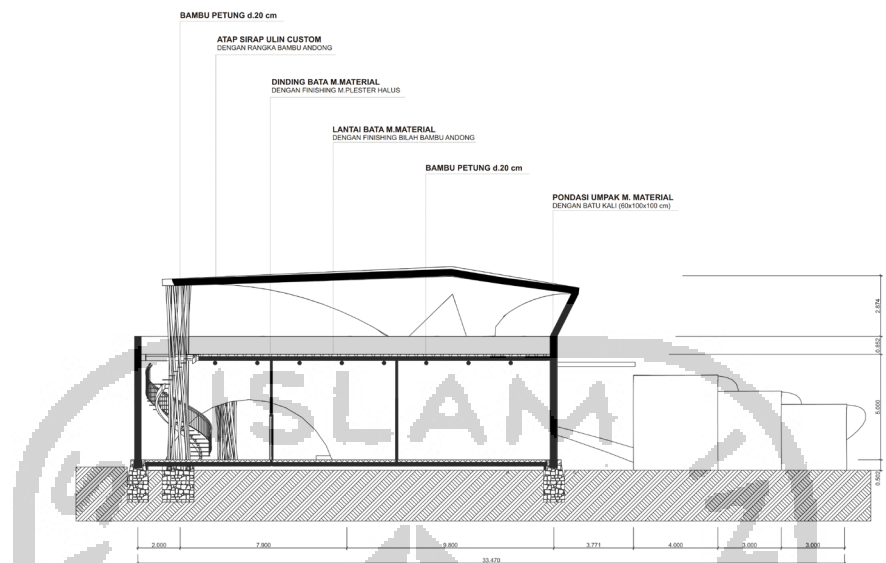 BAMBU PETUNG d.20 cm
ATAP SIRAP ULIN CUSTOM
DENGAN RANGKA BAMBU ANDONG
DINDING BATA M.MATERIAL
DENGAN FINISHING M.PLESTER HALUS
LANTAI BATA M.MATERIAL
DENGAN FINISHING BILAH BAMBU ANDONG
BAMBU PETUNG d.20 cm
PONDASI UMPAK M. MATERIAL
DENGAN BATU KALI (60x100x100 cm)
2.874
0.852
5.000
0.502
ISLAM
2.000 7.900 9.800 3.771 4.000 3.000 3.000
33.470